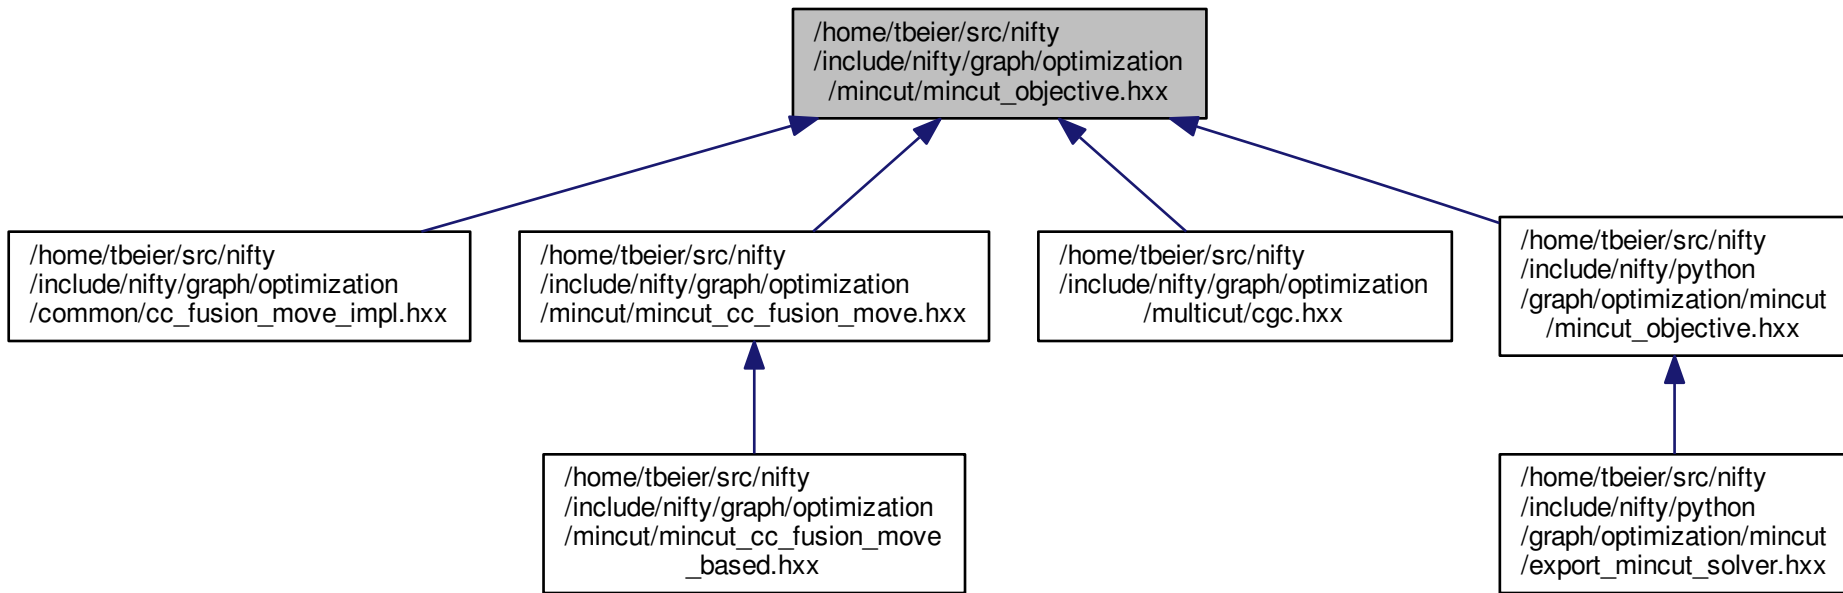 /home/tbeier/src/nifty
/include/nifty/graph/optimization
/mincut/mincut_objective.hxx
/home/tbeier/src/nifty
/include/nifty/graph/optimization
/common/cc_fusion_move_impl.hxx
/home/tbeier/src/nifty
/include/nifty/graph/optimization
/mincut/mincut_cc_fusion_move.hxx
/home/tbeier/src/nifty
/include/nifty/graph/optimization
/multicut/cgc.hxx
/home/tbeier/src/nifty
/include/nifty/python
/graph/optimization/mincut
/mincut_objective.hxx
/home/tbeier/src/nifty
/include/nifty/graph/optimization
/mincut/mincut_cc_fusion_move
_based.hxx
/home/tbeier/src/nifty
/include/nifty/python
/graph/optimization/mincut
/export_mincut_solver.hxx